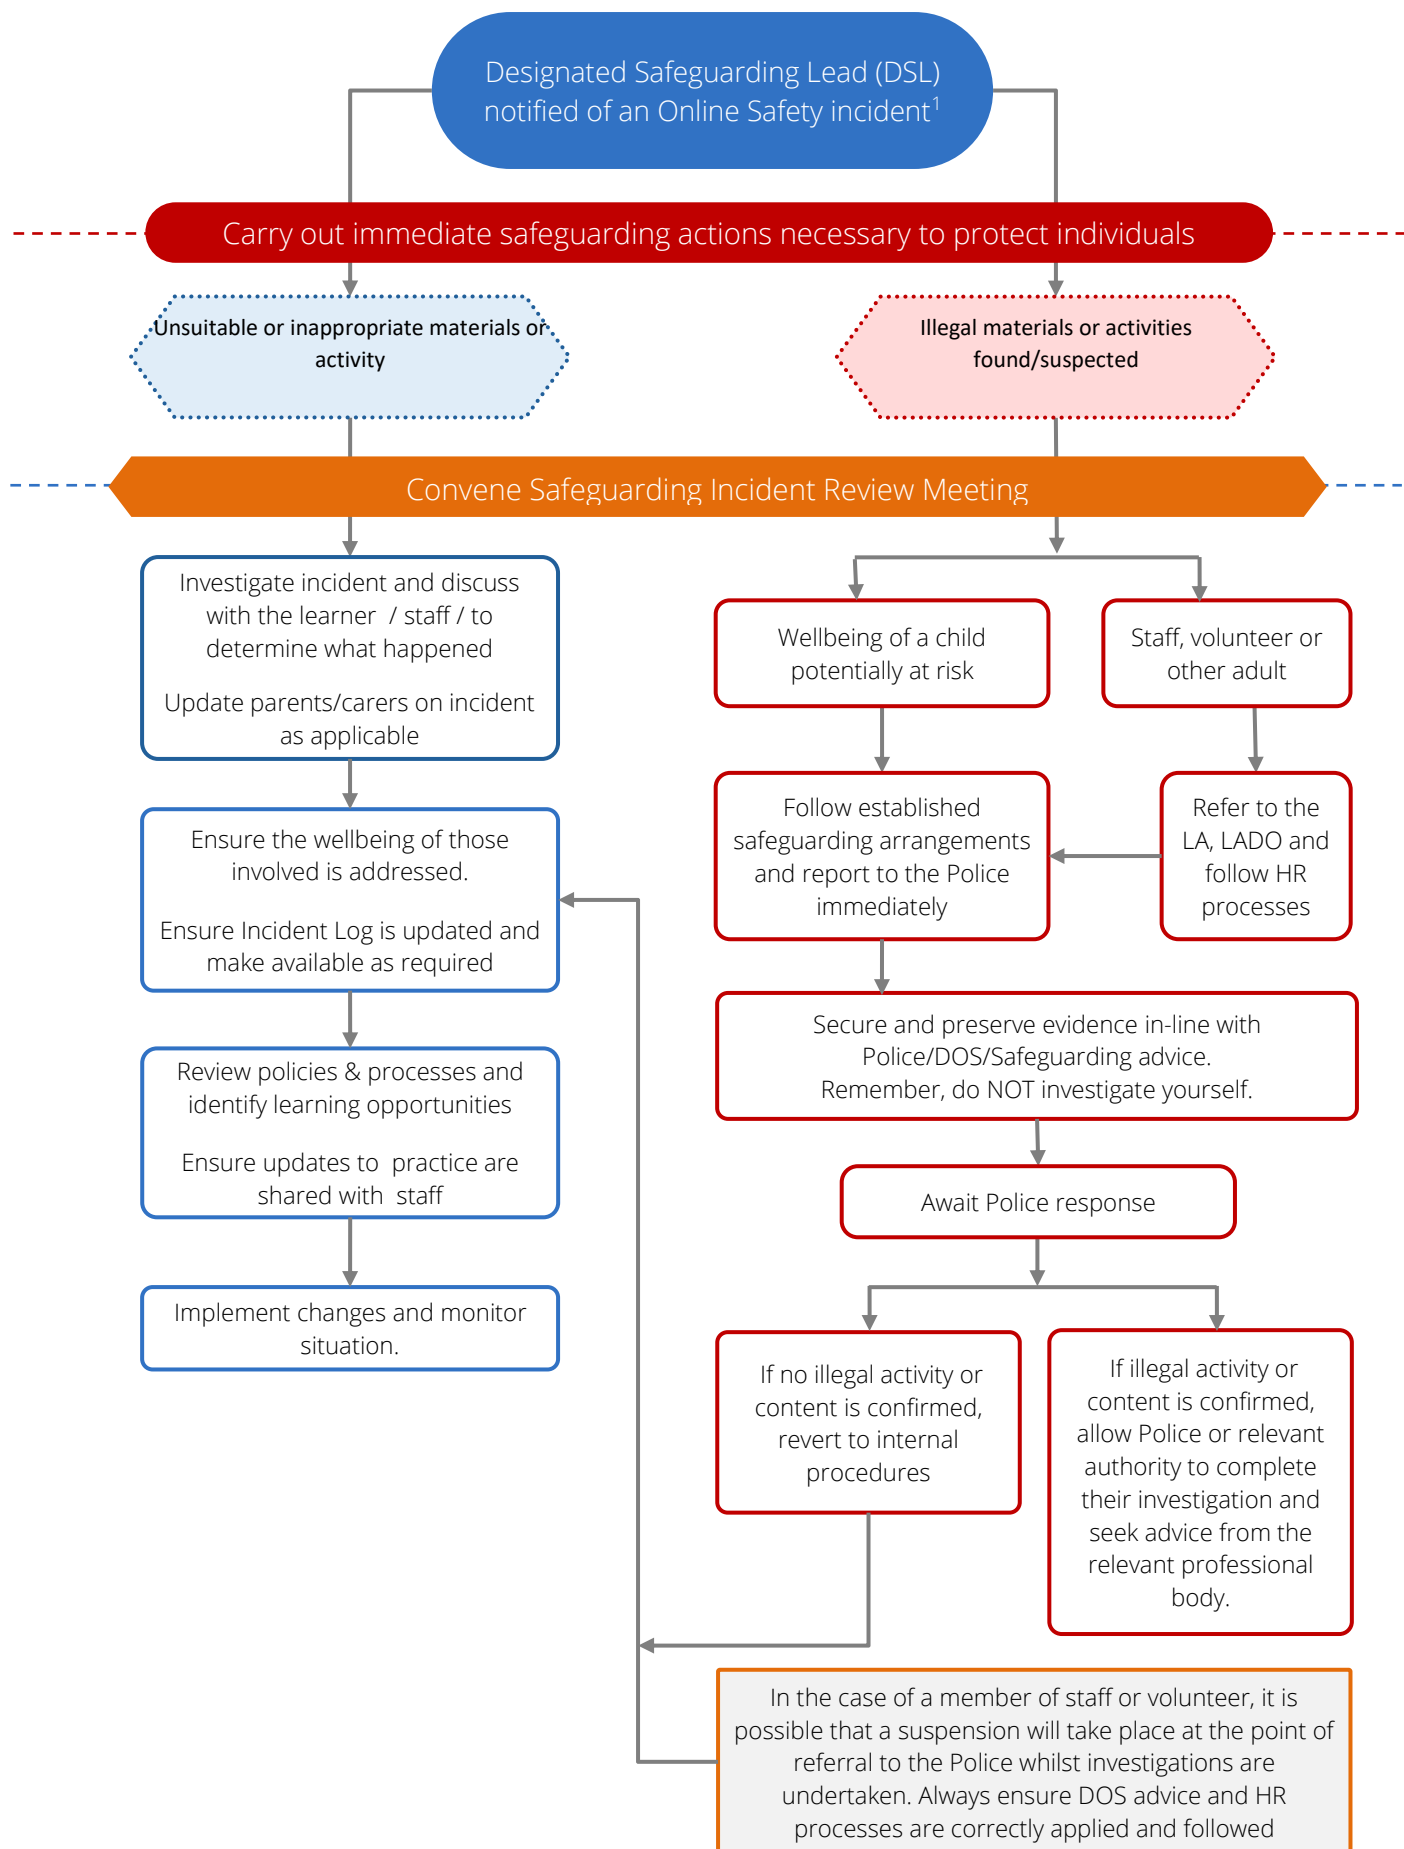 Designated Safeguarding Lead (DSL)
notified of an Online Safety incident1
Carry out immediate safeguarding actions necessary to protect individuals
Unsuitable or inappropriate materials or
activity
Illegal materials or activities
found/suspected
Convene Safeguarding Incident Review Meeting
Investigate incident and discuss
with the learner / staff / to
determine what happened
Update parents/carers on incident
as applicable
Ensure the wellbeing of those
involved is addressed.
Ensure Incident Log is updated and
make available as required
Review policies & processes and
identify learning opportunities
Ensure updates to practice are
shared with staff
Implement changes and monitor
situation.
Wellbeing of a child
potentially at risk
Staff, volunteer or
other adult
Follow established
safeguarding arrangements
and report to the Police
immediately
Refer to the
LA, LADO and
follow HR
processes
Secure and preserve evidence in-line with
Police/DOS/Safeguarding advice.
Remember, do NOT investigate yourself.
Await Police response
If no illegal activity or
content is confirmed,
revert to internal
procedures
If illegal activity or
content is confirmed,
allow Police or relevant
authority to complete
their investigation and
seek advice from the
relevant professional
body.
In the case of a member of staff or volunteer, it is
possible that a suspension will take place at the point of
referral to the Police whilst investigations are
undertaken. Always ensure DOS advice and HR
processes are correctly applied and followed